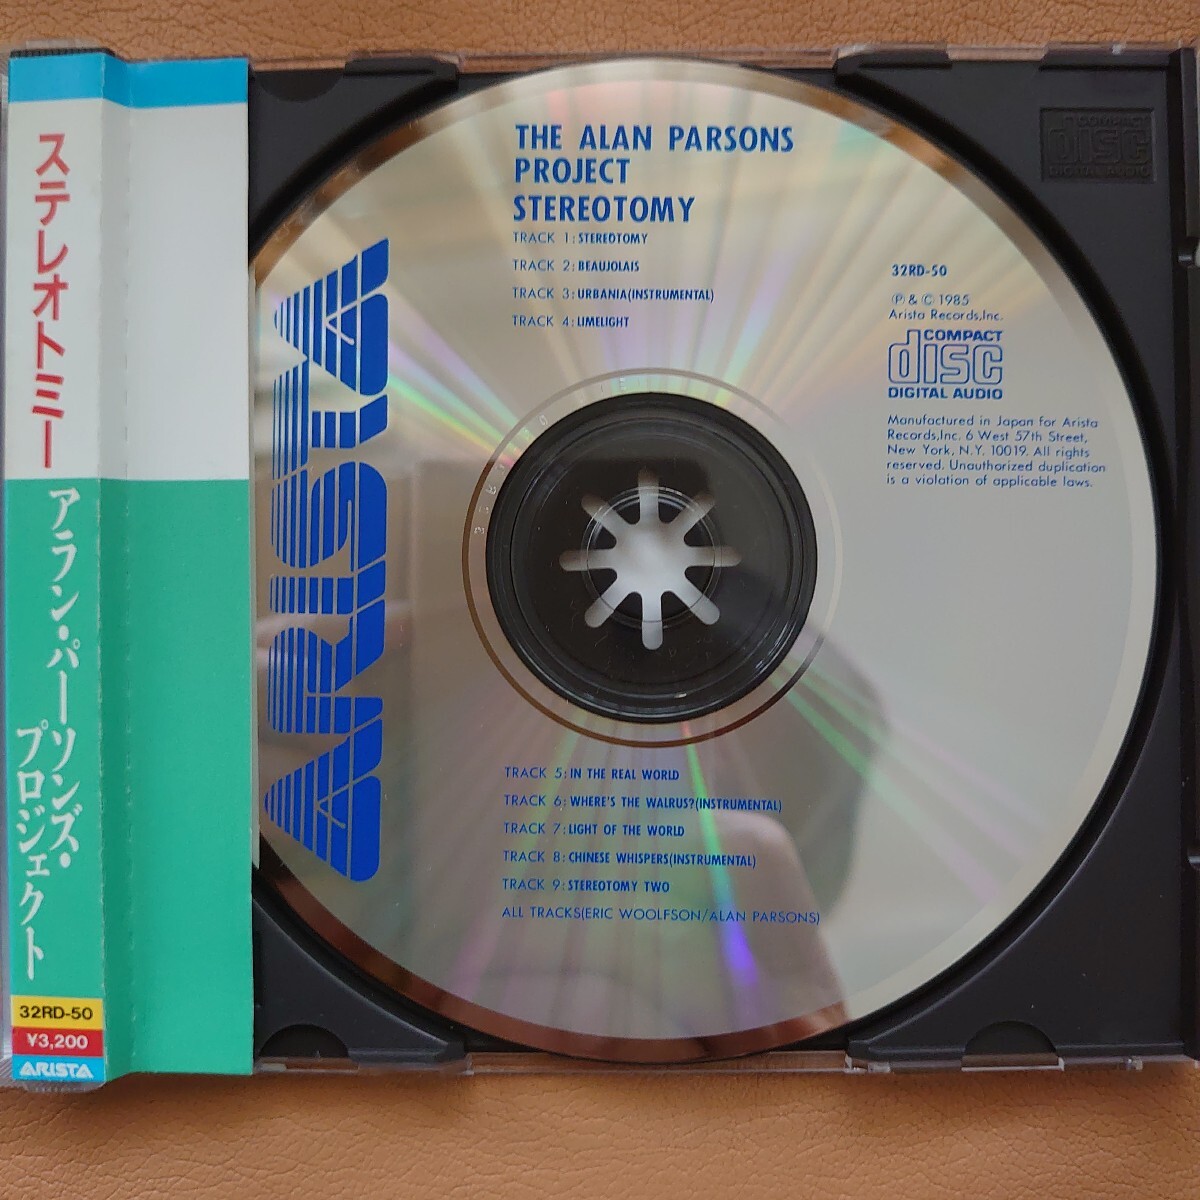 ステレオトミー
アラン・パーソンズ・
プロジェクト
32RD-50
¥3,200
ARISTA
ARISTA
THE ALAN PARSONS
PROJECT
STEREOTOMY
TRACK 1:STEREOTOMY
TRACK 2:BEAUJOLAIS
TRACK 3:URBANIA(INSTRUMENTAL)
TRACK 4:LIMELIGHT
32RD-50
Ⓟ & © 1985
Arista Records,Inc.
COMPACT
disc
DIGITAL AUDIO
Manufactured in Japan for Arista
Records,Inc. 6 West 57th Street,
New York, N.Y. 10019. All rights
reserved. Unauthorized duplication
is a violation of applicable laws.
TRACK 5:IN THE REAL WORLD
TRACK 6:WHERE'S THE WALRUS?(INSTRUMENTAL)
TRACK 7:LIGHT OF THE WORLD
TRACK 8:CHINESE WHISPERS(INSTRUMENTAL)
TRACK 9:STEREOTOMY TWO
ALL TRACKS(ERIC WOOLFSON/ALAN PARSONS)
COMPACT
disc
DIGITAL AUDIO